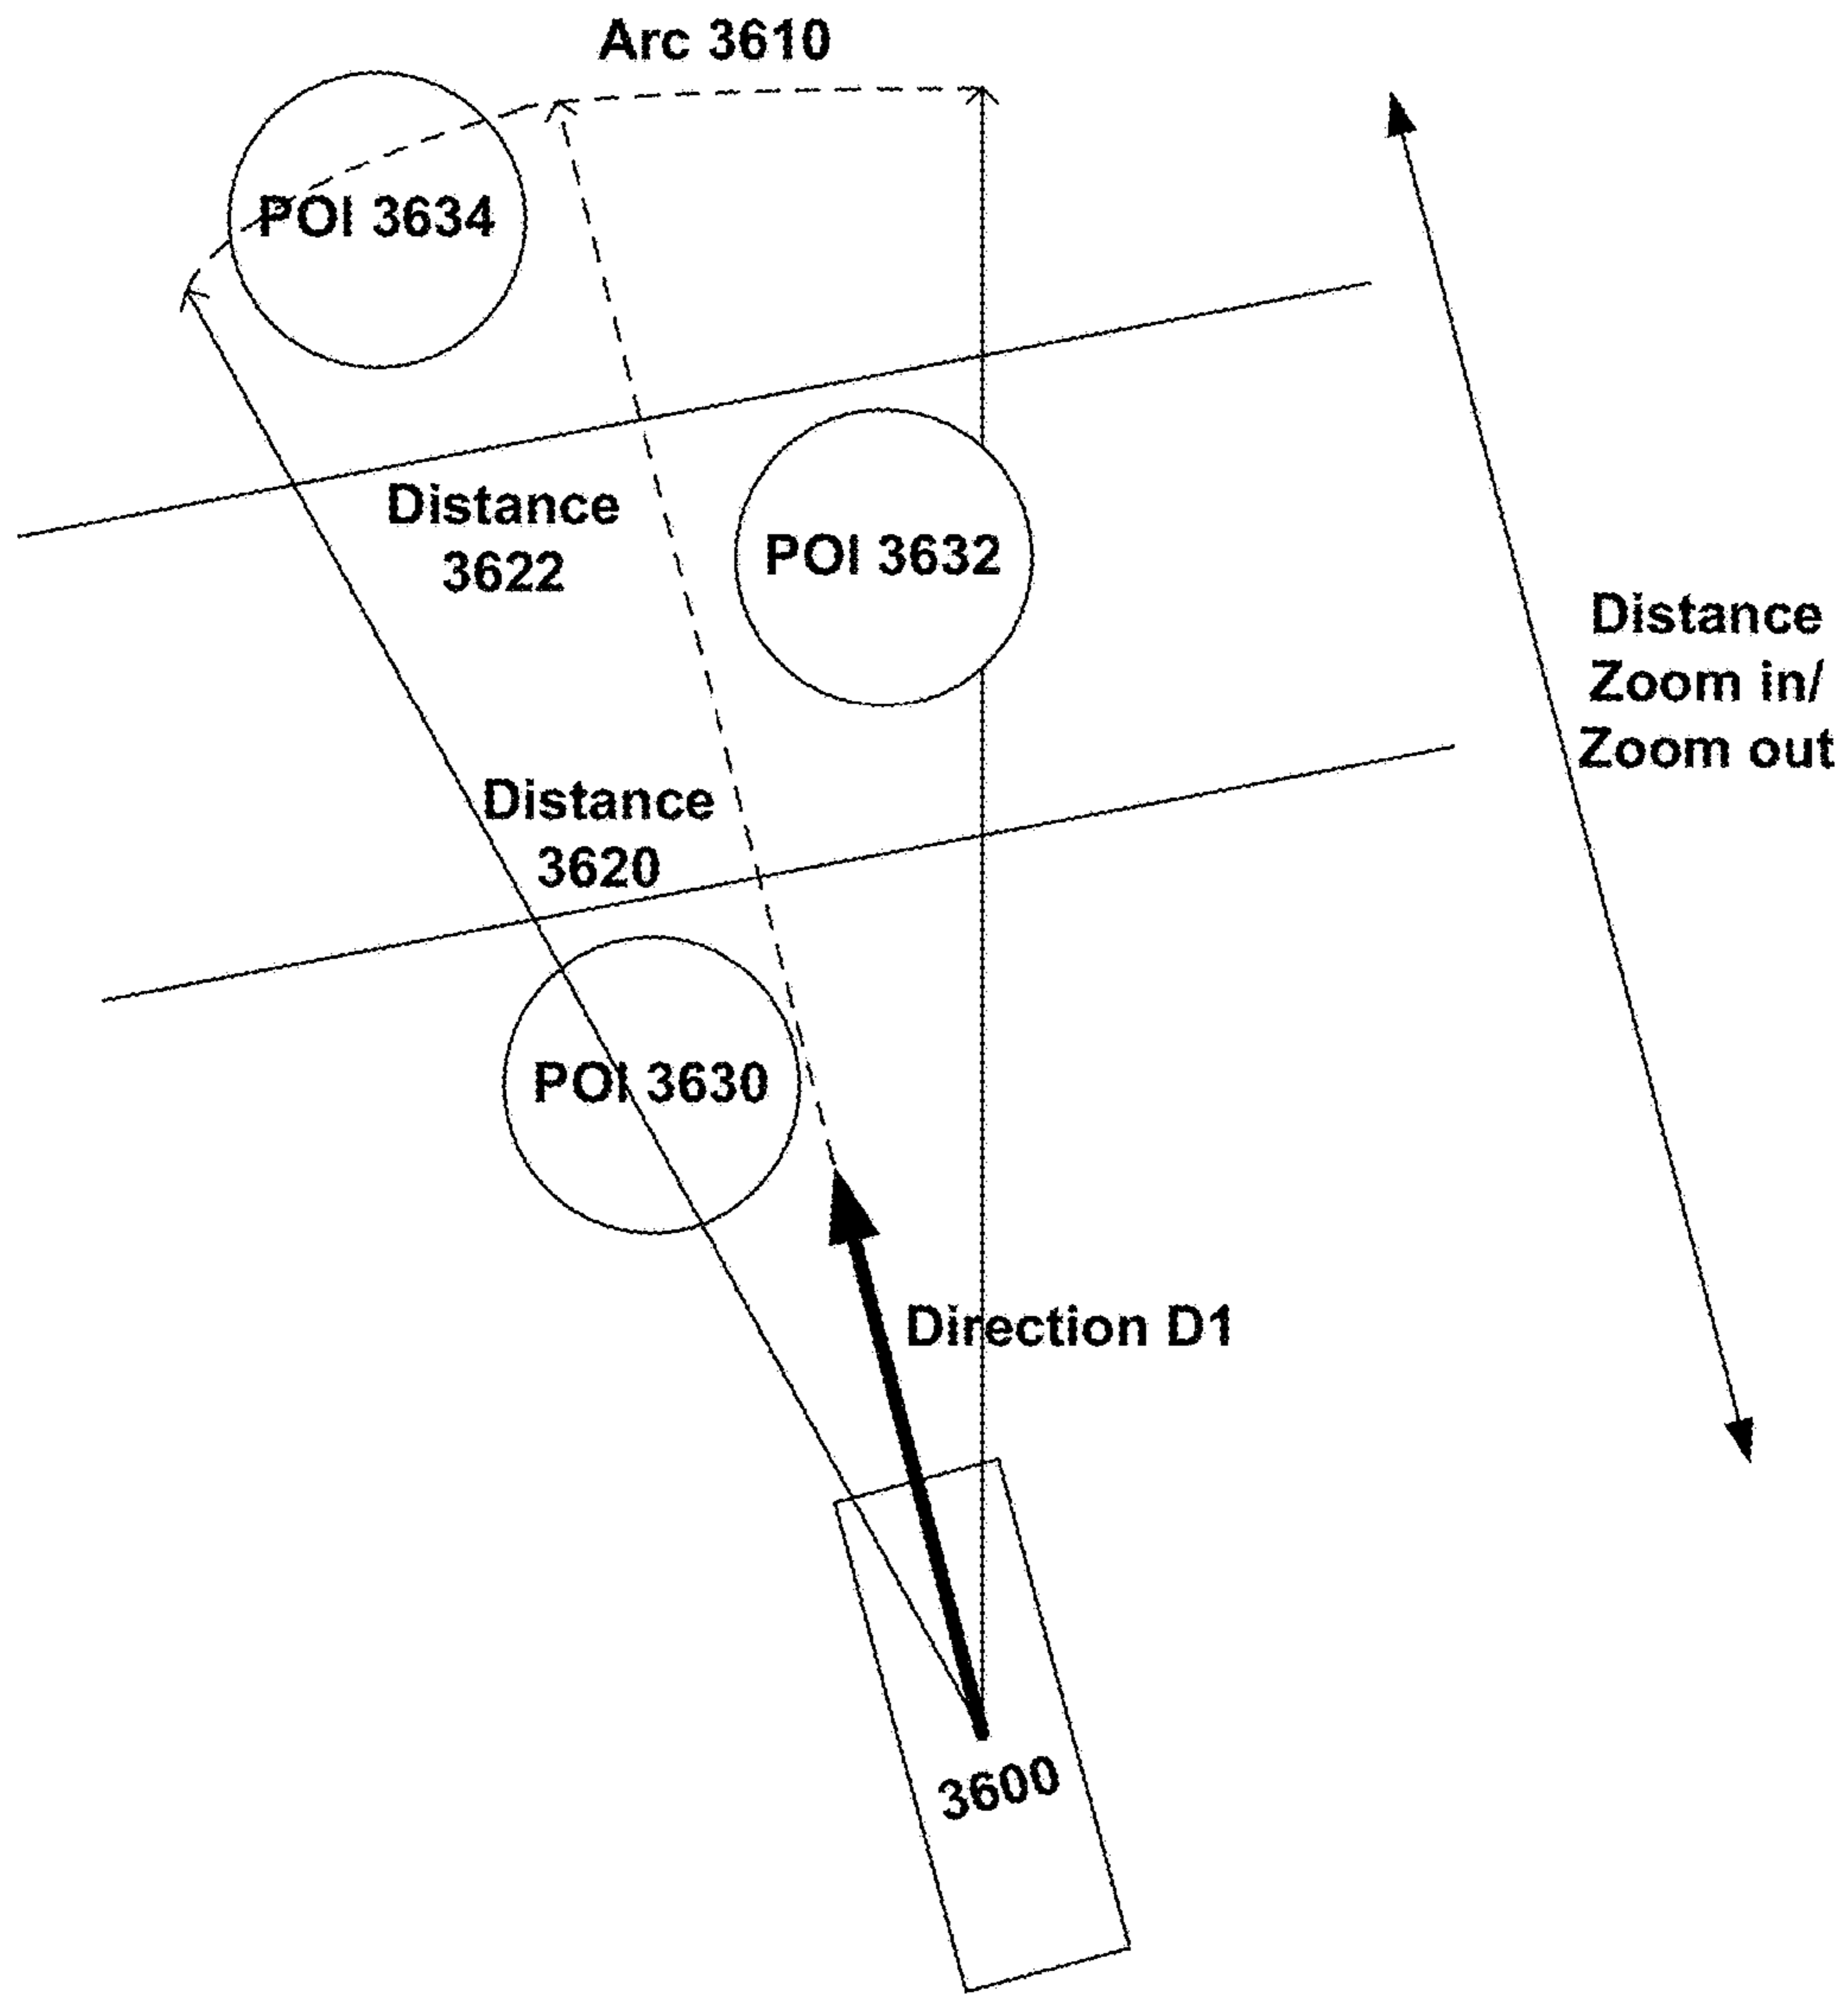 Arc 3610
POI 3634
Distance
3622
POI 3632
Distance
Zoom in/
Zoom out
Distance
3620
POI 3630
Direction D1
3600